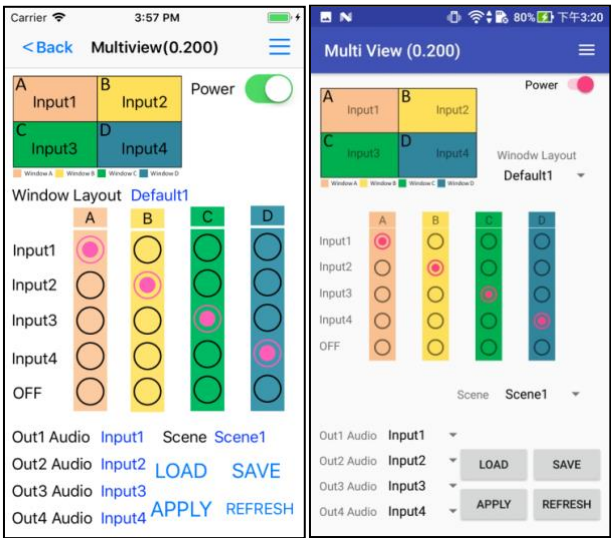 Carrier 3:57 PM
<Back Multiview(0.200)
A Input1 B Input2 Power
C Input3 D Input4
Window A Window B Window C Window D
Window Layout Default1
A B C D
Input1
Input2
Input3
Input4
OFF
Out1 Audio Input1 Scene Scene1
Out2 Audio Input2 LOAD SAVE
Out3 Audio Input3
Out4 Audio Input4 APPLY REFRESH
N 80% 下午3:20
Multi View (0.200)
Power
A Input1 B Input2
C Input3 D Input4 Winodw Layout
Window A Window B Window C Window D Default1
A B C D
Input1
Input2
Input3
Input4
OFF
Scene Scene1
Out1 Audio Input1
Out2 Audio Input2 LOAD SAVE
Out3 Audio Input3
Out4 Audio Input4 APPLY REFRESH